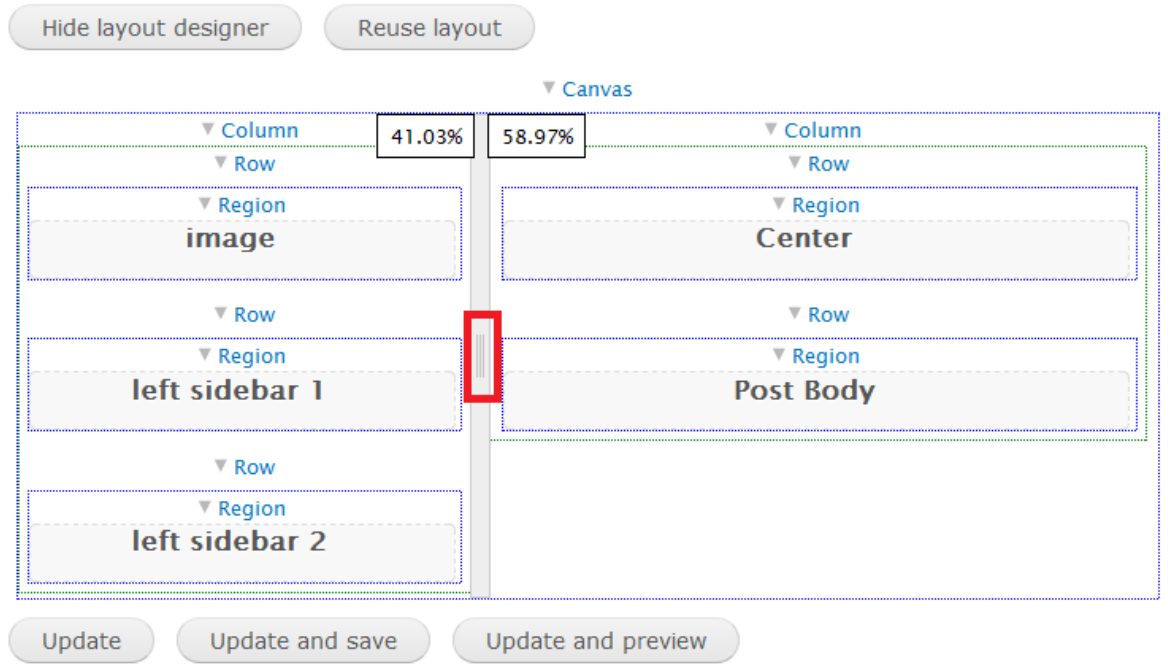 Hide layout designer Reuse layout
Canvas
Column 41.03% 58.97% Column
Row Row
Region Region
image Center
Row Row
Region Region
left sidebar 1 Post Body
Row
Region
left sidebar 2
Update Update and save Update and preview